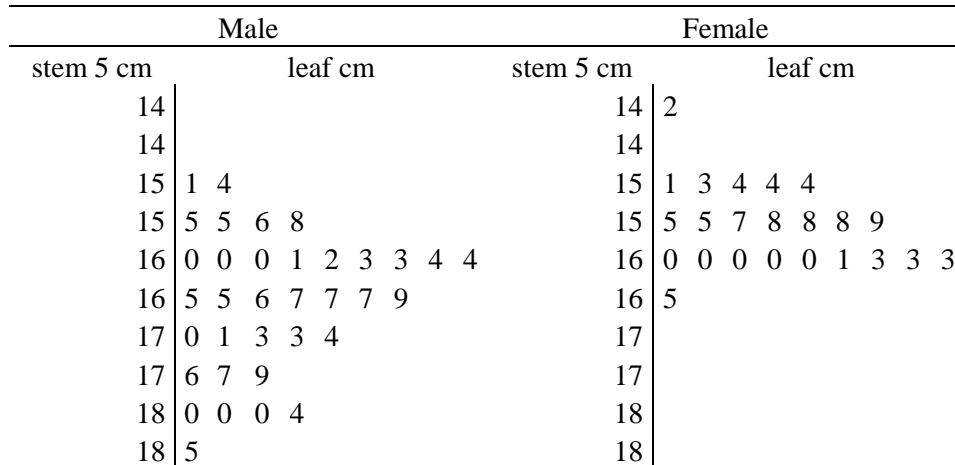 Male Female
stem 5 cm leaf cm stem 5 cm leaf cm
14 14 2
14 14
15 1 4 15 1 3 4 4 4
15 5 5 6 8 15 5 5 7 8 8 8 9
16 0 0 0 1 2 3 3 4 4 16 0 0 0 0 0 1 3 3 3
16 5 5 6 7 7 7 9 16 5
17 0 1 3 3 4 17
17 6 7 9 17
18 0 0 0 4 18
18 5 18